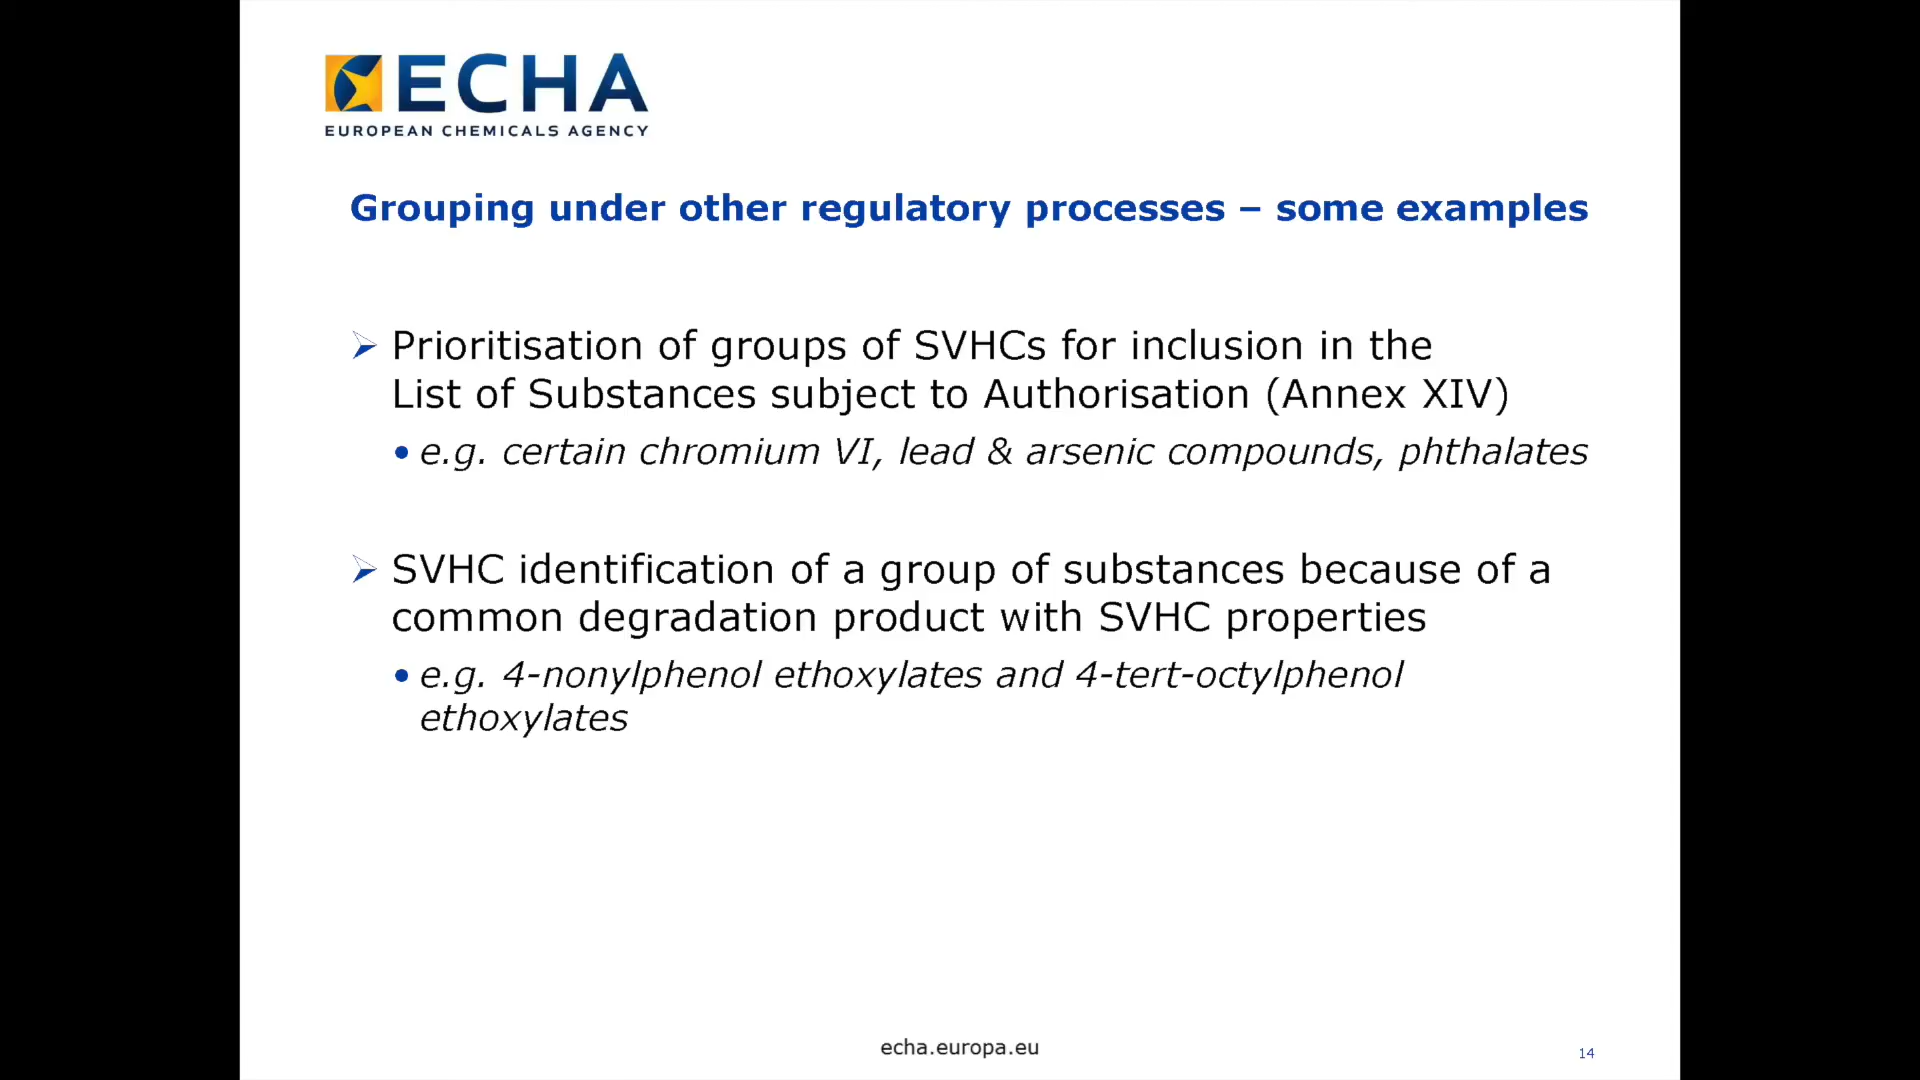 ECHA
EUROPEAN CHEMICALS AGENCY
Grouping under other regulatory processes – some examples
Prioritisation of groups of SVHCs for inclusion in the
List of Substances subject to Authorisation (Annex XIV)
• e.g. certain chromium VI, lead & arsenic compounds, phthalates
SVHC identification of a group of substances because of a
common degradation product with SVHC properties
• e.g. 4-nonylphenol ethoxylates and 4-tert-octylphenol
ethoxylates
echa.europa.eu
14